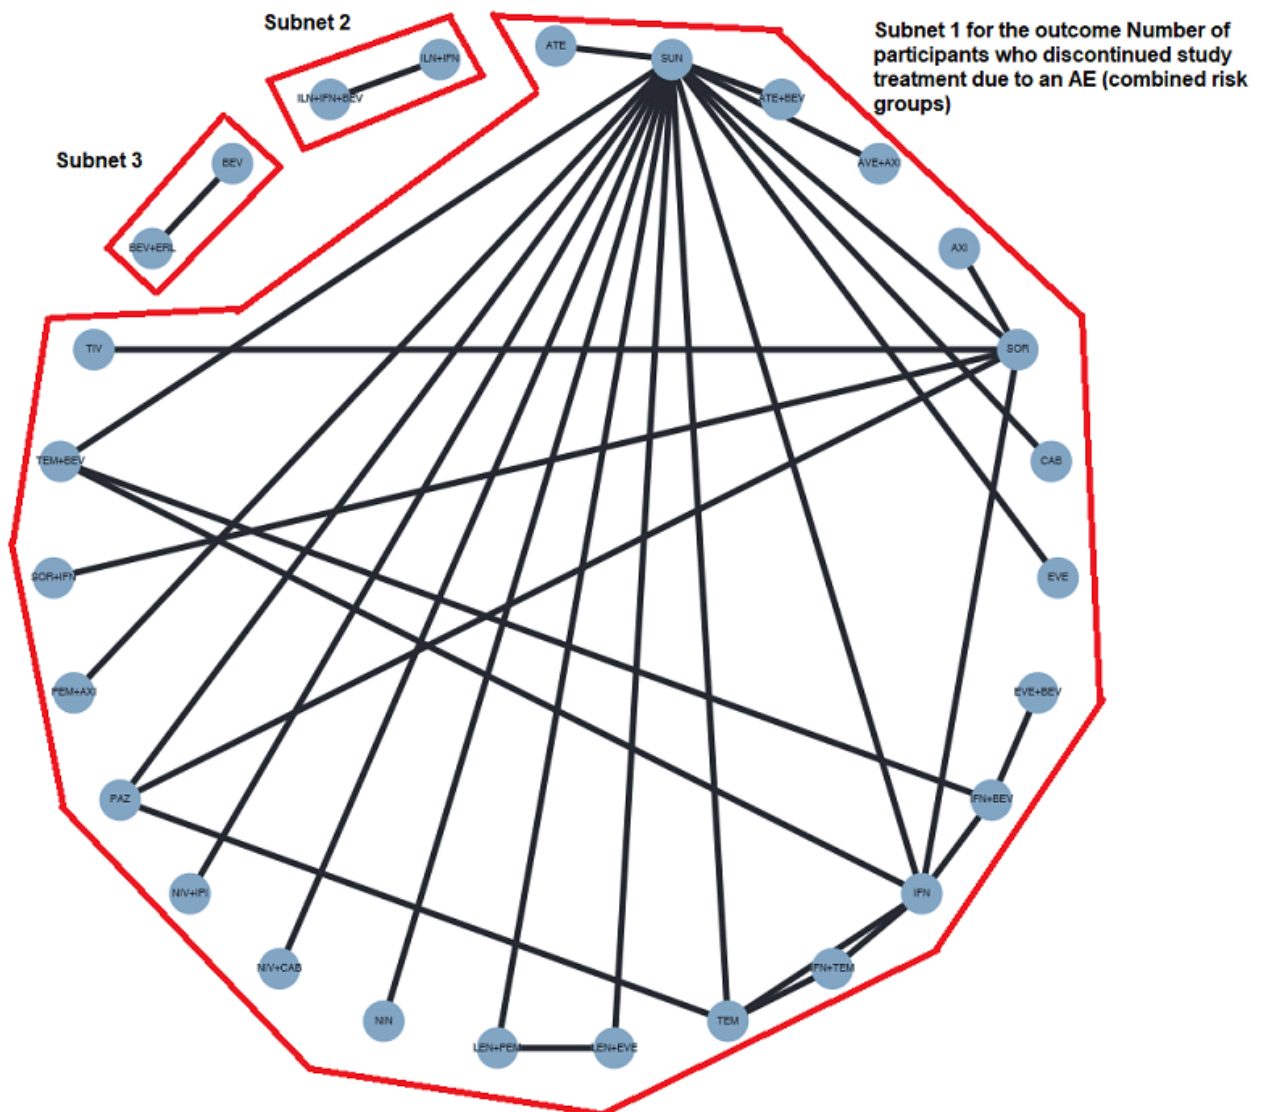 Subnet 2
Subnet 1 for the outcome Number of
participants who discontinued study
treatment due to an AE (combined risk
groups)
ATE
SUN
ILN+IFN
ILN+IFN+BEV
ATE+BEV
Subnet 3
BEV
AVE+AXI
BEV+ERL
AXI
TIV
SOR
TEM+BEV
CAB
SOR+IFN
EVE
PEM+AXI
EVE+BEV
PAZ
IFN+BEV
NIV+IPI
IFN
NIV+CAB
IFN+TEM
NIN
TEM
LEN+PEM
LEN+EVE